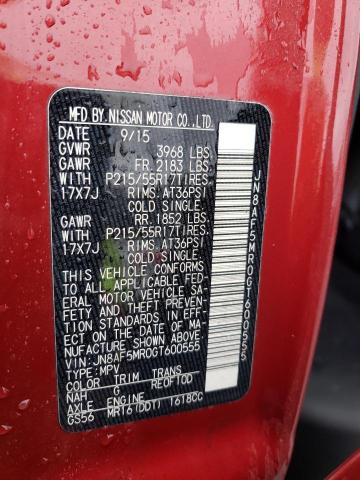 MFD.BY.NISSAN MOTOR CO.,LTD.
DATE 9/15
GVWR 3968 LBS.
GAWR FR.2183 LBS.
WITH P215/55R17TIRES.
17X7J RIMS.AT36PSI
COLD SINGLE.
GAWR RR.1852 LBS.
WITH P215/55R17TIRES.
17X7J RIMS.AT36PSI
COLD SINGLE.
THIS VEHICLE CONFORMS
TO ALL APPLICABLE FED-
ERAL MOTOR VEHICLE SA-
FETY AND THEFT PREVEN-
TION STANDARDS IN EFF-
ECT ON THE DATE OF MA-
NUFACTURE SHOWN ABOVE.
VIN:JN8AF5MR0GT600555
TYPE:MPV
COLOR TRIM TRANS
NAH G RE0F10D
AXLE ENGINE
GS56 MR16(DDT) 1618CC
JN8AF5MR0GT600555